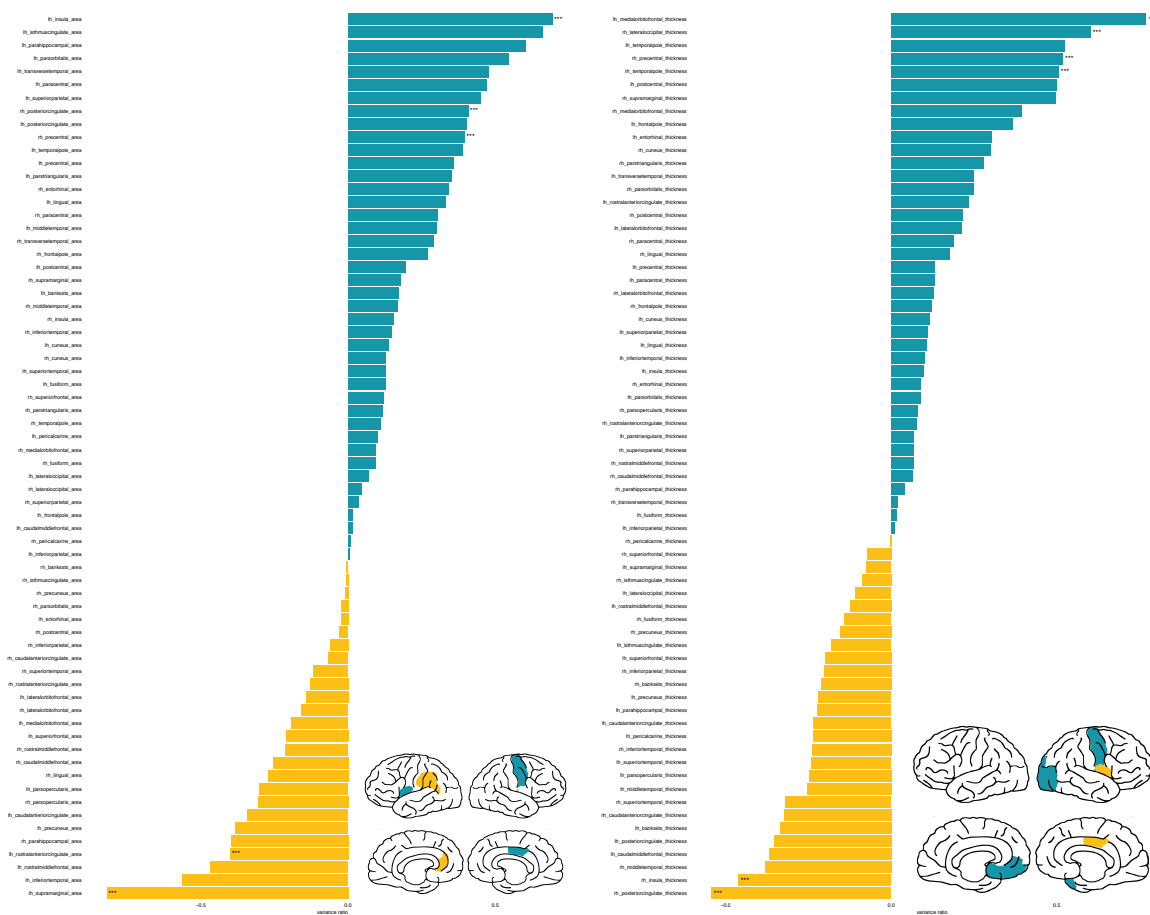 lh_insula_area
***
lh_isthmuscingulate_area
lh_parahippocampal_area
lh_parsorbitalis_area
lh_transversetemporal_area
lh_paracentral_area
lh_superiorparietal_area
rh_posteriorcingulate_area
***
lh_posteriorcingulate_area
rh_precentral_area
***
lh_temporalpole_area
lh_precentral_area
lh_parstriangularis_area
rh_entorhinal_area
lh_lingual_area
rh_paracentral_area
lh_middletemporal_area
rh_transversetemporal_area
rh_frontalpole_area
lh_postcentral_area
rh_supramarginal_area
lh_bankssts_area
rh_middletemporal_area
rh_insula_area
rh_inferiortemporal_area
lh_cuneus_area
rh_cuneus_area
lh_superiortemporal_area
lh_fusiform_area
rh_superiorfrontal_area
rh_parstriangularis_area
rh_temporalpole_area
lh_pericalcarine_area
rh_medialorbitofrontal_area
rh_fusiform_area
lh_lateraloccipital_area
rh_lateraloccipital_area
rh_superiorparietal_area
lh_frontalpole_area
lh_caudalmiddlefrontal_area
rh_pericalcarine_area
lh_inferiorparietal_area
rh_bankssts_area
rh_isthmuscingulate_area
rh_precuneus_area
rh_parsorbitalis_area
lh_entorhinal_area
rh_postcentral_area
rh_inferiorparietal_area
rh_caudalanteriorcingulate_area
rh_superiortemporal_area
rh_rostralanteriorcingulate_area
lh_lateralorbitofrontal_area
rh_lateralorbitofrontal_area
lh_medialorbitofrontal_area
lh_superiorfrontal_area
rh_rostralmiddlefrontal_area
rh_caudalmiddlefrontal_area
rh_lingual_area
lh_parsopercularis_area
rh_parsopercularis_area
lh_caudalanteriorcingulate_area
lh_precuneus_area
rh_parahippocampal_area
lh_rostralanteriorcingulate_area
***
lh_rostralmiddlefrontal_area
lh_inferiortemporal_area
lh_supramarginal_area
***
−0.5
0.0
0.5
variance ratio
lh_medialorbitofrontal_thickness
rh_lateraloccipital_thickness
***
lh_temporalpole_thickness
rh_precentral_thickness
***
rh_temporalpole_thickness
***
lh_postcentral_thickness
rh_supramarginal_thickness
rh_medialorbitofrontal_thickness
lh_frontalpole_thickness
lh_entorhinal_thickness
rh_cuneus_thickness
rh_parstriangularis_thickness
lh_transversetemporal_thickness
rh_parsorbitalis_thickness
lh_rostralanteriorcingulate_thickness
rh_postcentral_thickness
lh_lateralorbitofrontal_thickness
rh_paracentral_thickness
rh_lingual_thickness
lh_precentral_thickness
lh_paracentral_thickness
rh_lateralorbitofrontal_thickness
rh_frontalpole_thickness
lh_cuneus_thickness
lh_superiorparietal_thickness
lh_lingual_thickness
lh_inferiortemporal_thickness
lh_insula_thickness
rh_entorhinal_thickness
lh_parsorbitalis_thickness
rh_parsopercularis_thickness
rh_rostralanteriorcingulate_thickness
lh_parstriangularis_thickness
rh_superiorparietal_thickness
rh_rostralmiddlefrontal_thickness
rh_caudalmiddlefrontal_thickness
rh_parahippocampal_thickness
rh_transversetemporal_thickness
lh_fusiform_thickness
lh_inferiorparietal_thickness
rh_pericalcarine_thickness
rh_superiorfrontal_thickness
lh_supramarginal_thickness
rh_isthmuscingulate_thickness
lh_lateraloccipital_thickness
lh_rostralmiddlefrontal_thickness
rh_fusiform_thickness
rh_precuneus_thickness
lh_isthmuscingulate_thickness
lh_superiorfrontal_thickness
rh_inferiorparietal_thickness
rh_bankssts_thickness
lh_precuneus_thickness
lh_parahippocampal_thickness
lh_caudalanteriorcingulate_thickness
lh_pericalcarine_thickness
rh_inferiortemporal_thickness
lh_superiortemporal_thickness
lh_parsopercularis_thickness
lh_middletemporal_thickness
rh_superiortemporal_thickness
rh_caudalanteriorcingulate_thickness
lh_bankssts_thickness
lh_posteriorcingulate_thickness
lh_caudalmiddlefrontal_thickness
rh_middletemporal_thickness
rh_insula_thickness
***
rh_posteriorcingulate_thickness
***
−0.5
0.0
0.5
variance ratio